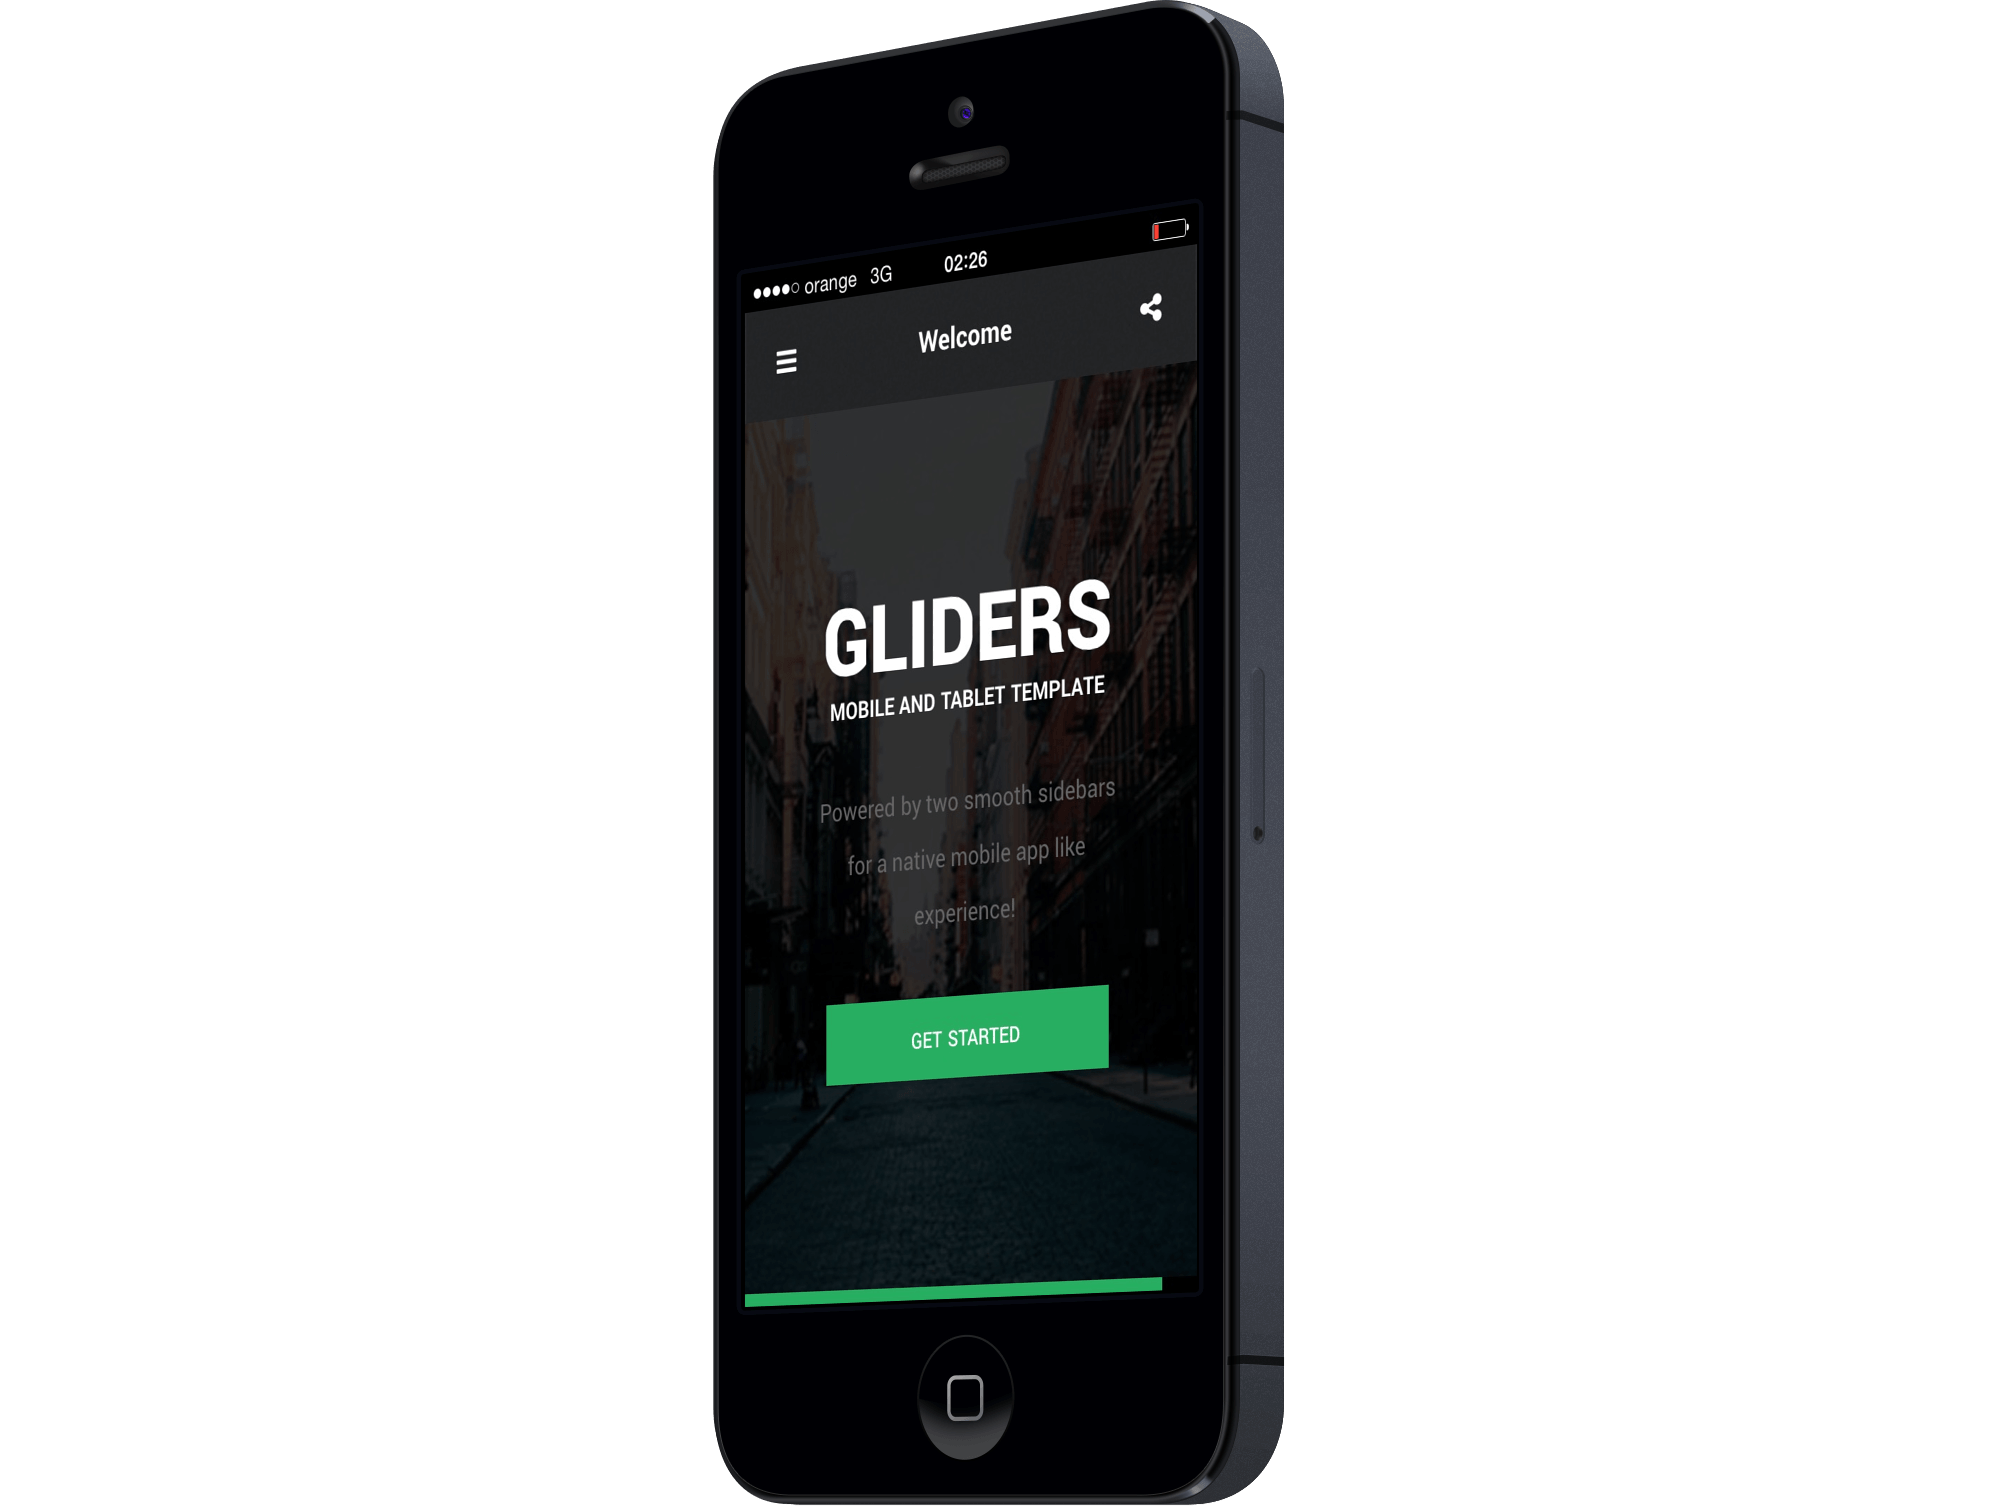 orange 3G 02:26
Welcome
GLIDERS
MOBILE AND TABLET TEMPLATE
Powered by two smooth sidebars
for a native mobile app like
experience!
GET STARTED